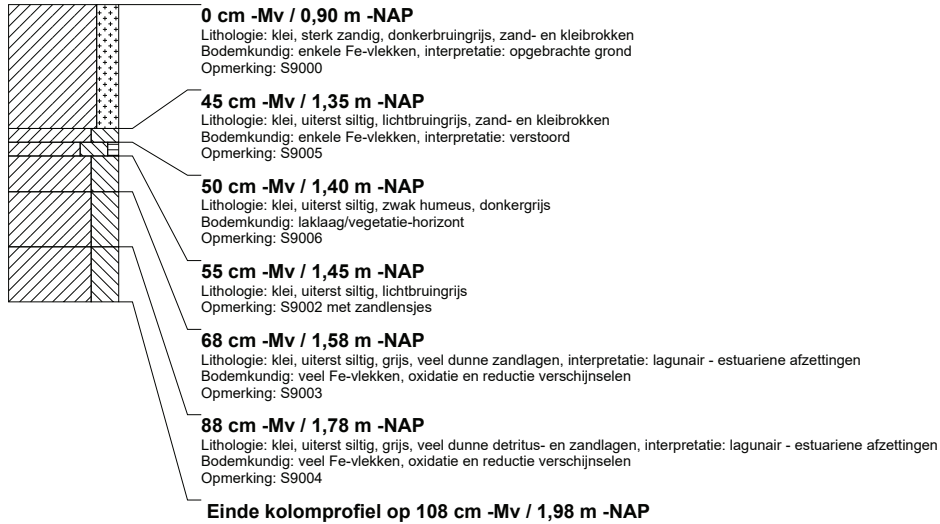 0 cm -Mv / 0,90 m -NAP
Lithologie: klei, sterk zandig, donkerbruingrijs, zand- en kleibrokken
Bodemkundig: enkele Fe-vlekken, interpretatie: opgebrachte grond
Opmerking: S9000
45 cm -Mv / 1,35 m -NAP
Lithologie: klei, uiterst siltig, lichtbruingrijs, zand- en kleibrokken
Bodemkundig: enkele Fe-vlekken, interpretatie: verstoord
Opmerking: S9005
50 cm -Mv / 1,40 m -NAP
Lithologie: klei, uiterst siltig, zwak humeus, donkergrijs
Bodemkundig: laklaag/vegetatie-horizont
Opmerking: S9006
55 cm -Mv / 1,45 m -NAP
Lithologie: klei, uiterst siltig, lichtbruingrijs
Opmerking: S9002 met zandlensjes
68 cm -Mv / 1,58 m -NAP
Lithologie: klei, uiterst siltig, grijs, veel dunne zandlagen, interpretatie: lagunair - estuariene afzettingen
Bodemkundig: veel Fe-vlekken, oxidatie en reductie verschijnselen
Opmerking: S9003
88 cm -Mv / 1,78 m -NAP
Lithologie: klei, uiterst siltig, grijs, veel dunne detritus- en zandlagen, interpretatie: lagunair - estuariene afzettingen
Bodemkundig: veel Fe-vlekken, oxidatie en reductie verschijnselen
Opmerking: S9004
Einde kolomprofiel op 108 cm -Mv / 1,98 m -NAP